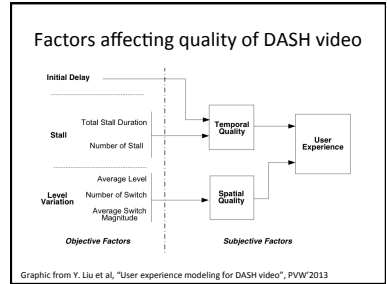 Factors affecting quality of DASH video
Initial Delay
Stall
Total Stall Duration
Number of Stall
Level
Variation
Average Level
Number of Switch
Average Switch
Magnitude
Temporal
Quality
Spatial
Quality
User
Experience
Objective Factors
Subjective Factors
Graphic from Y. Liu et al, “User experience modeling for DASH video”, PVW’2013